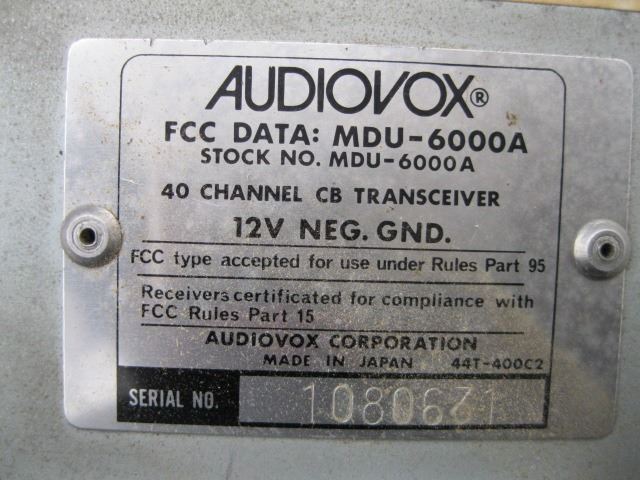 AUDIOVOX®
FCC DATA: MDU-6000A
STOCK NO. MDU-6000A
40 CHANNEL CB TRANSCEIVER
12V NEG. GND.
FCC type accepted for use under Rules Part 95
Receivers certificated for compliance with
FCC Rules Part 15
AUDIOVOX CORPORATION
MADE IN JAPAN 44T-400C2
SERIAL NO. 1080631